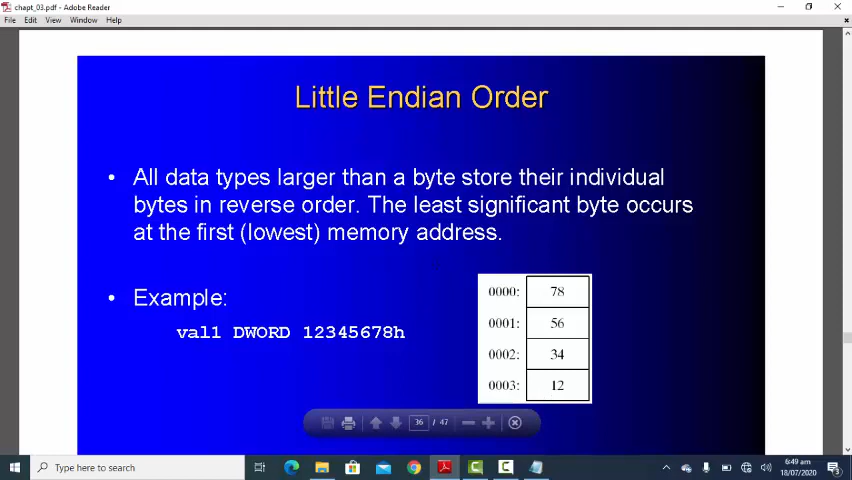 chapt_03.pdf - Adobe Reader
File Edit View Window Help
Little Endian Order
• All data types larger than a byte store their individual
bytes in reverse order. The least significant byte occurs
at the first (lowest) memory address.
• Example:
val1 DWORD 12345678h
0000: 78
0001: 56
0002: 34
0003: 12
36 / 47
Type here to search
6:49 am
18/07/2020
3